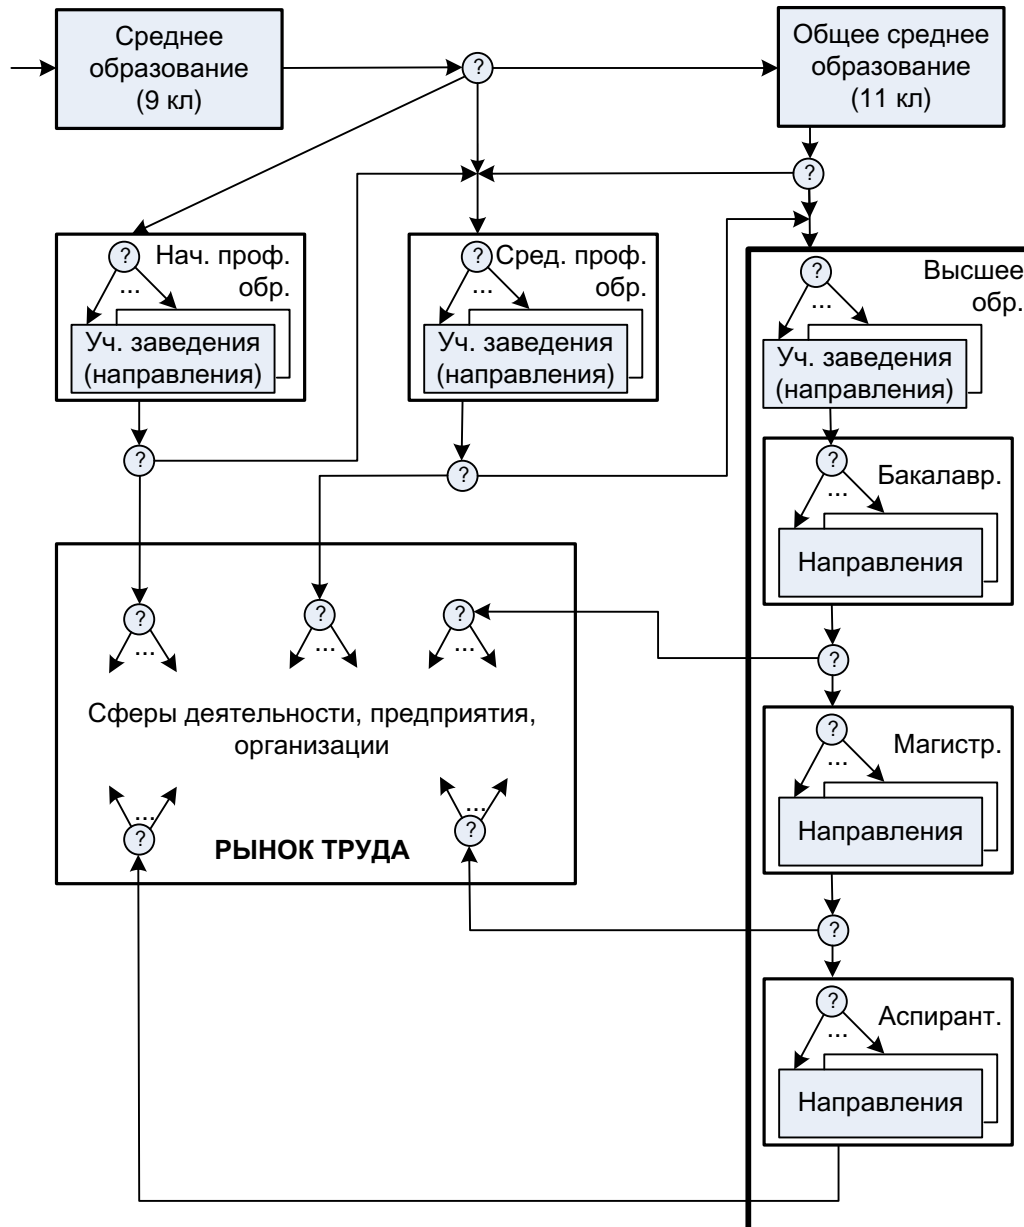 Среднее
образование
(9 кл)
?
Общее среднее
образование
(11 кл)
?
?
Нач. проф.
обр.
...
Уч. заведения
(направления)
?
Сред. проф.
обр.
...
Уч. заведения
(направления)
?
Высшее
обр.
...
Уч. заведения
(направления)
?
?
?
Бакалавр.
...
Направления
?
?
...
?
...
?
...
Сферы деятельности, предприятия,
организации
...
?
...
?
РЫНОК ТРУДА
?
Магистр.
...
Направления
?
?
Аспирант.
...
Направления